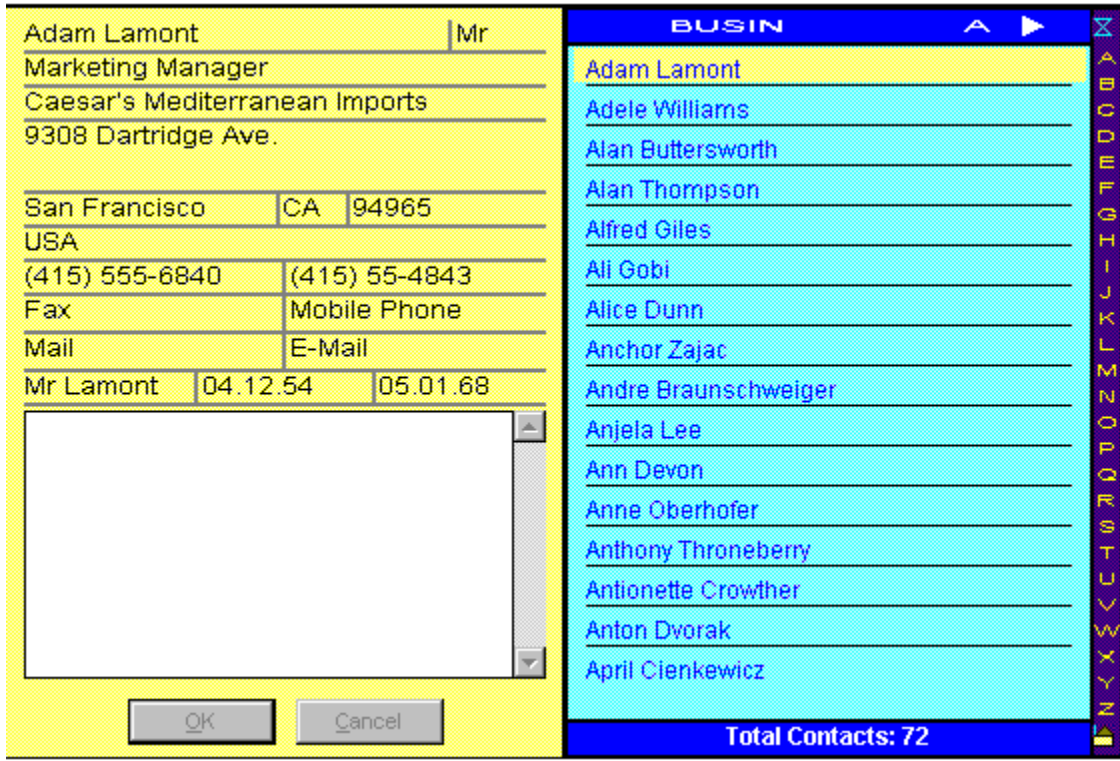 Adam Lamont Mr
Marketing Manager
Caesar's Mediterranean Imports
9308 Dartridge Ave.
San Francisco CA 94965
USA
(415) 555-6840 (415) 55-4843
Fax Mobile Phone
Mail E-Mail
Mr Lamont 04.12.54 05.01.68
OK Cancel
BUSIN A
Adam Lamont
Adele Williams
Alan Buttersworth
Alan Thompson
Alfred Giles
Ali Gobi
Alice Dunn
Anchor Zajac
Andre Braunschweiger
Anjela Lee
Ann Devon
Anne Oberhofer
Anthony Throneberry
Antionette Crowther
Anton Dvorak
April Cienkewicz
Total Contacts: 72
A
B
C
D
E
F
G
H
I
J
K
L
M
N
O
P
Q
R
S
T
U
V
W
X
Y
Z